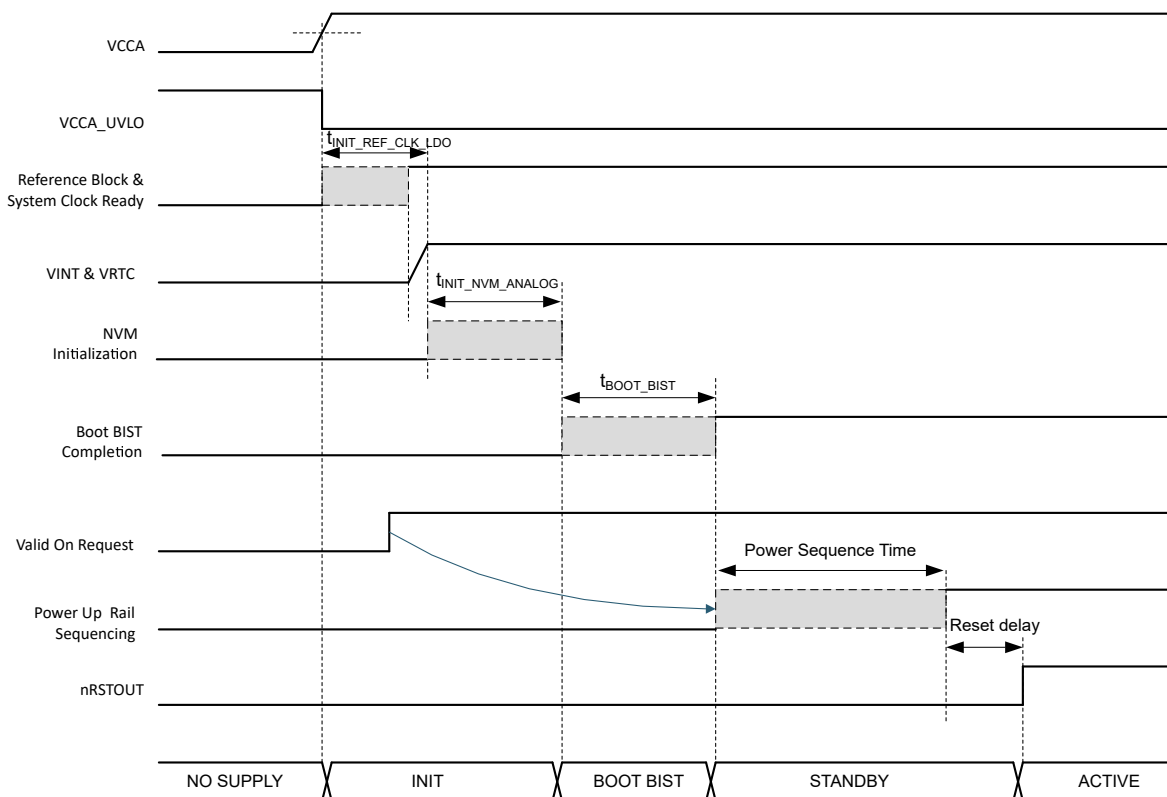 VCCA
VCCA_UVLO
tINIT_REF_CLK_LDO
Reference Block &
System Clock Ready
VINT & VRTC
tINIT_NVM_ANALOG
NVM
Initialization
tBOOT_BIST
Boot BIST
Completion
Valid On Request
Power Sequence Time
Power Up Rail
Sequencing
Reset delay
nRSTOUT
NO SUPPLY INIT BOOT BIST STANDBY ACTIVE